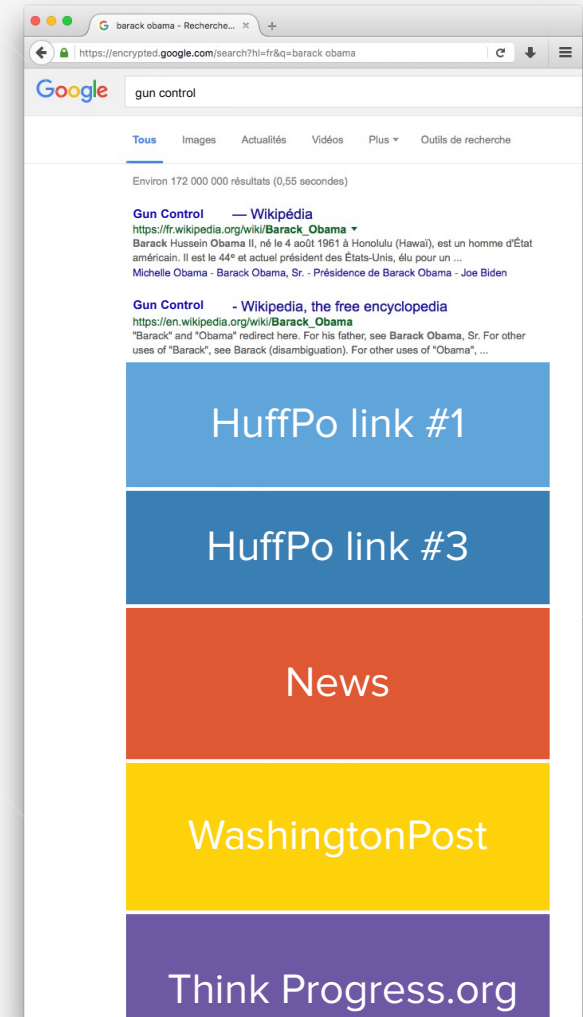 barack obama - Recherche...
https://encrypted.google.com/search?hl=fr&q=barack obama
Google
gun control
Tous Images Actualités Vidéos Plus Outils de recherche
Environ 172 000 000 résultats (0,55 secondes)
Gun Control — Wikipédia
https://fr.wikipedia.org/wiki/Barack_Obama
Barack Hussein Obama II, né le 4 août 1961 à Honolulu (Hawaï), est un homme d'État
américain. Il est le 44e et actuel président des États-Unis, élu pour un ...
Michelle Obama - Barack Obama, Sr. - Présidence de Barack Obama - Joe Biden
Gun Control - Wikipedia, the free encyclopedia
https://en.wikipedia.org/wiki/Barack_Obama
"Barack" and "Obama" redirect here. For his father, see Barack Obama, Sr. For other
uses of "Barack", see Barack (disambiguation). For other uses of "Obama", ...
HuffPo link #1
HuffPo link #3
News
WashingtonPost
Think Progress.org